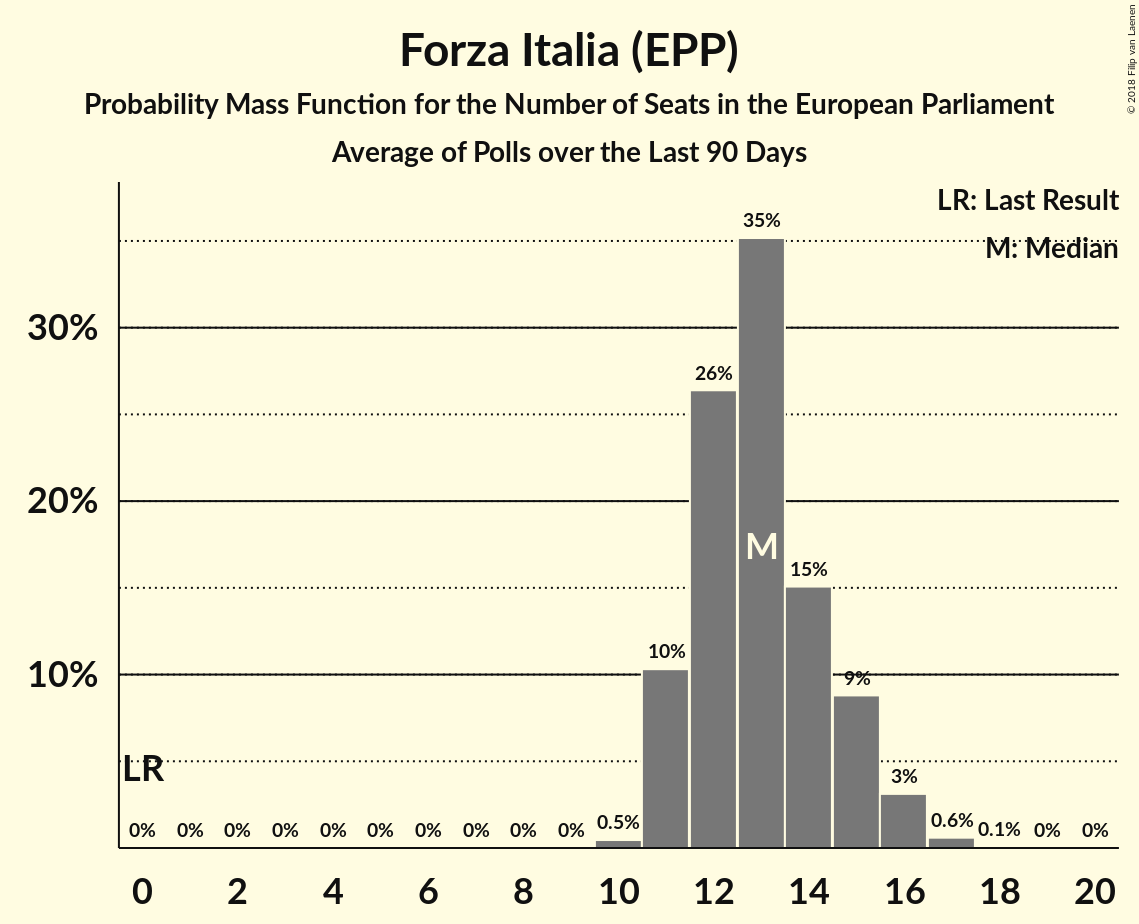 Forza Italia (EPP)
Probability Mass Function for the Number of Seats in the European Parliament
Average of Polls over the Last 90 Days
© 2018 Filip van Laenen
LR: Last Result
M: Median
35%
30%
26%
20%
M
15%
10%
10%
9%
LR
3%
0% 0% 0% 0% 0% 0% 0% 0% 0% 0% 0.5% 0.6% 0.1% 0% 0%
0 2 4 6 8 10 12 14 16 18 20